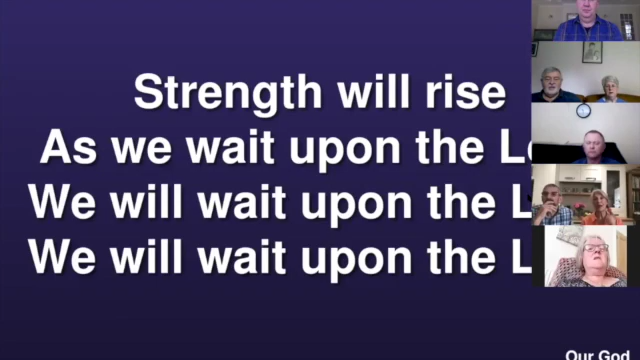 Strength will rise
As we wait upon the Lo
We will wait upon the L
We will wait upon the L
Our God